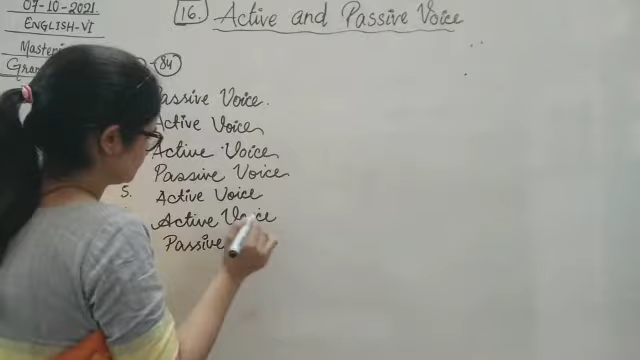 07-10-2021
ENGLISH-VI
16. Active and Passive Voice
84
Passive Voice.
Active Voice
Active Voice
Passive Voice
5. Active Voice
Active Voice
Passive